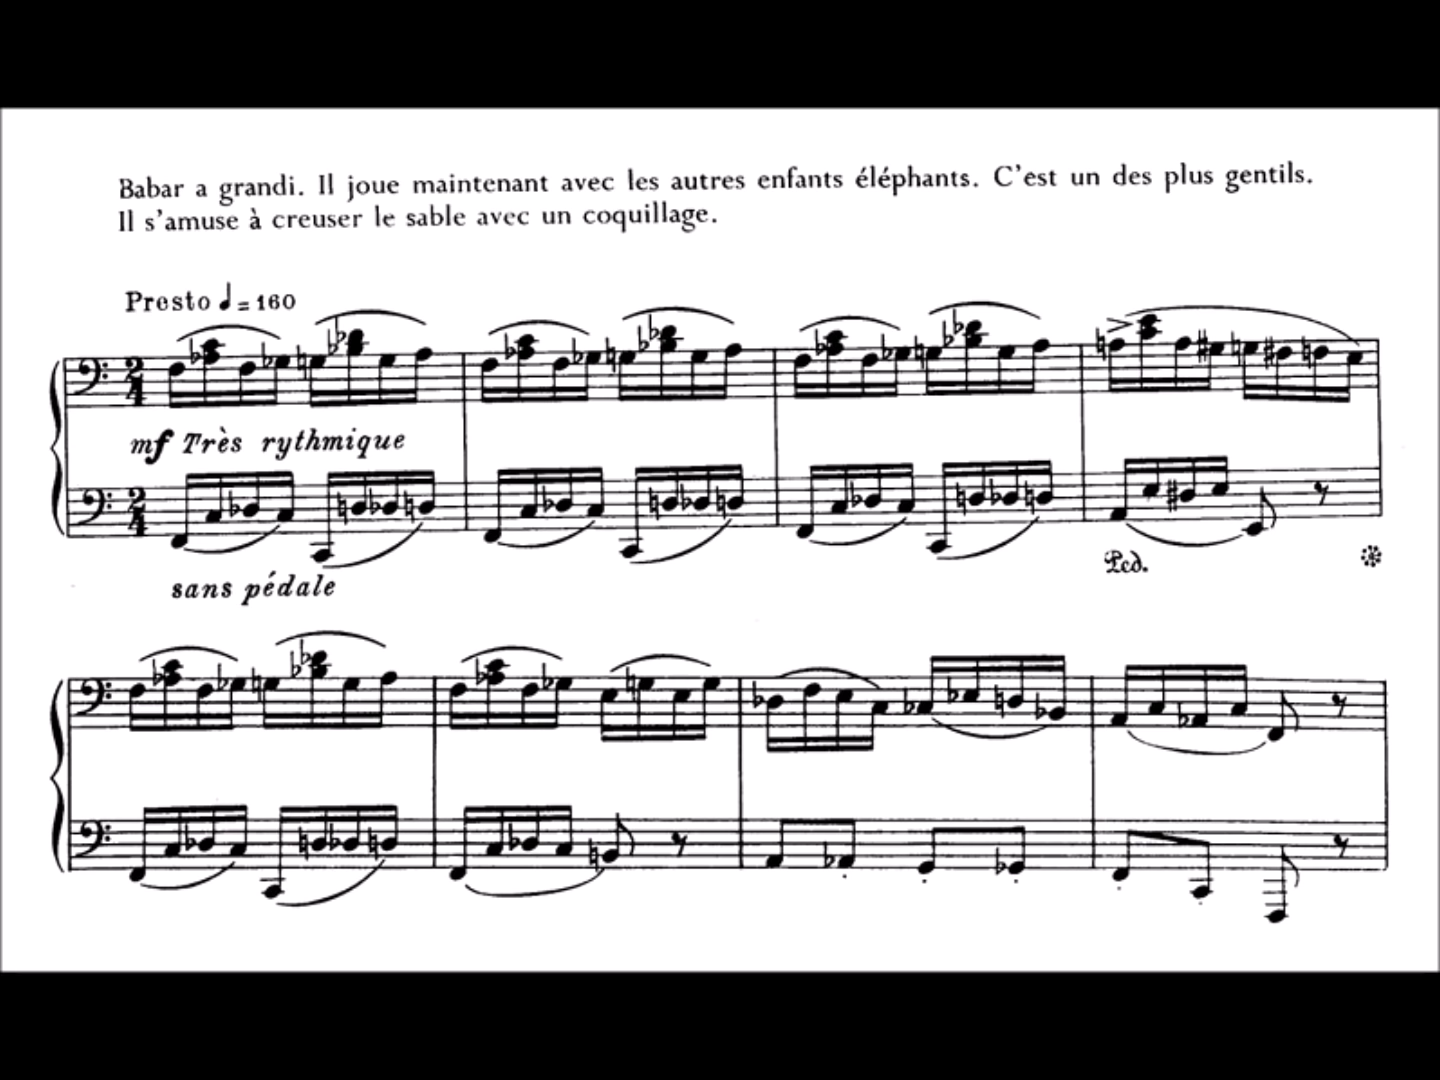 Babar a grandi. Il joue maintenant avec les autres enfants éléphants. C'est un des plus gentils.
Il s'amuse à creuser le sable avec un coquillage.
Presto ♩ = 160
2 4
mf Très rythmique
2 4
sans pédale
Ped.